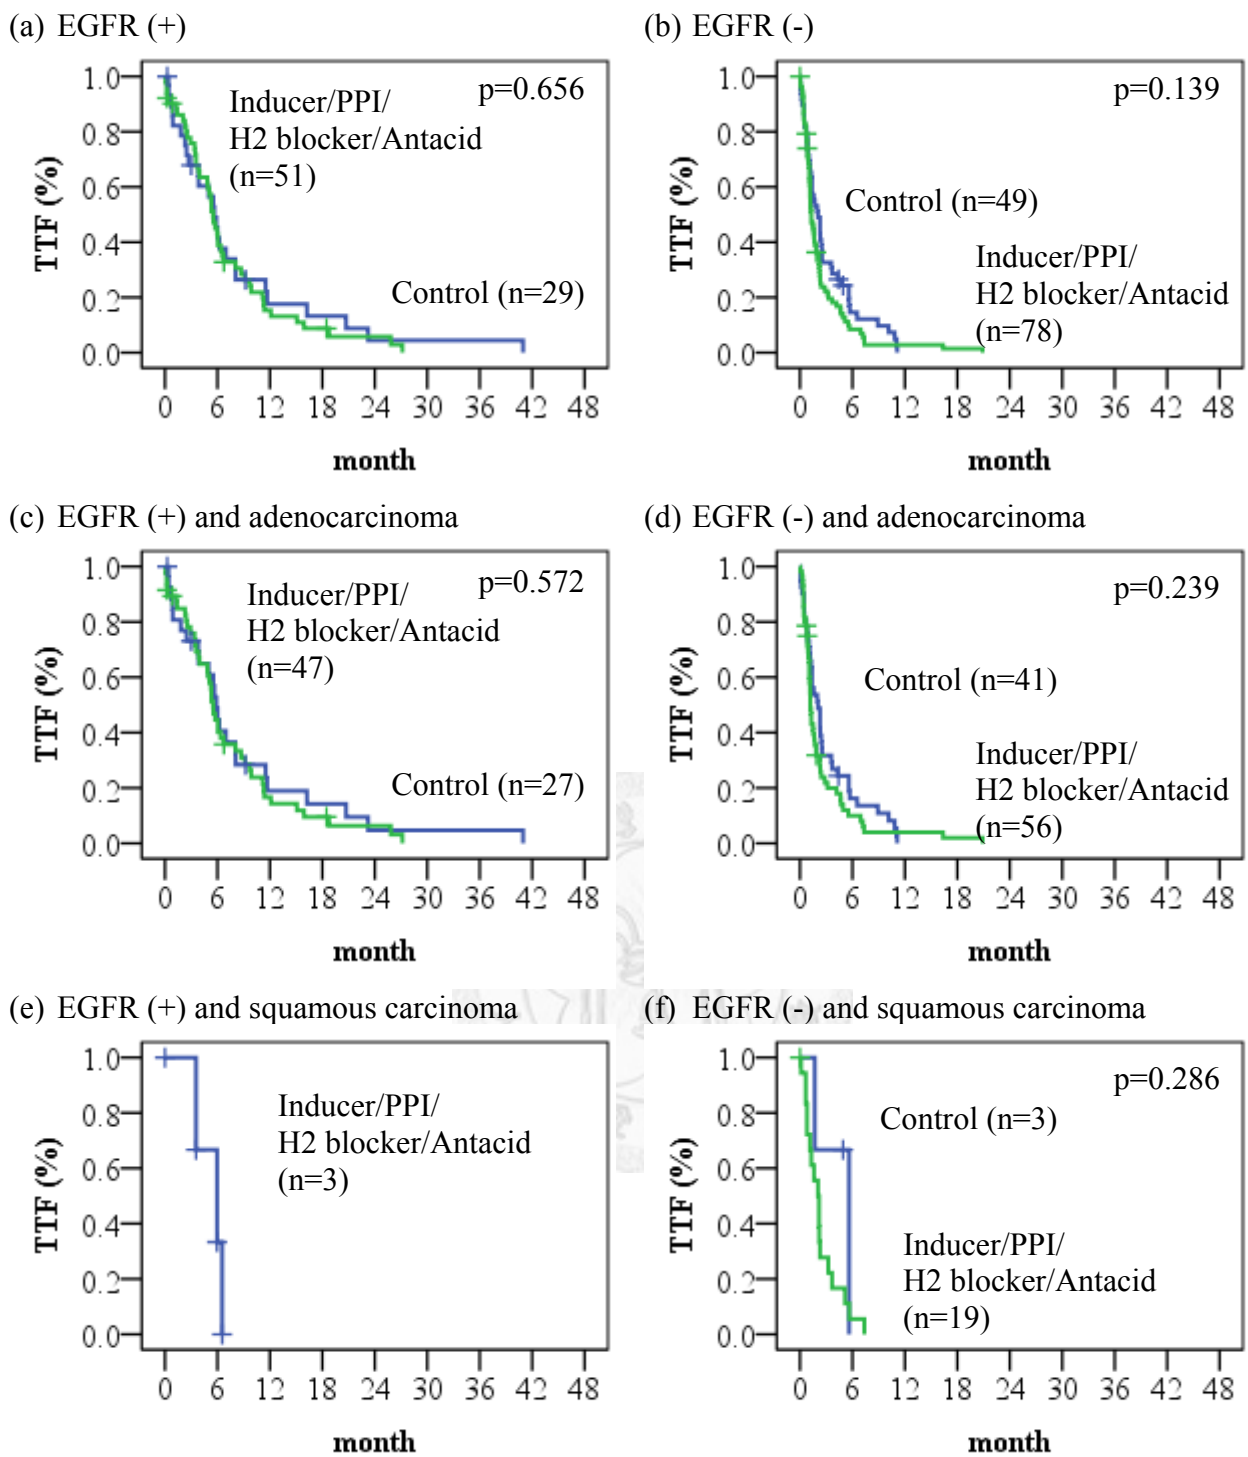 (a) EGFR (+)
p=0.656
Inducer/PPI/
H2 blocker/Antacid
(n=51)
Control (n=29)
TTF (%)
1.0
0.8
0.6
0.4
0.2
0.0
0 6 12 18 24 30 36 42 48
month
(b) EGFR (-)
p=0.139
Control (n=49)
Inducer/PPI/
H2 blocker/Antacid
(n=78)
TTF (%)
1.0
0.8
0.6
0.4
0.2
0.0
0 6 12 18 24 30 36 42 48
month
(c) EGFR (+) and adenocarcinoma
p=0.572
Inducer/PPI/
H2 blocker/Antacid
(n=47)
Control (n=27)
TTF (%)
1.0
0.8
0.6
0.4
0.2
0.0
0 6 12 18 24 30 36 42 48
month
(d) EGFR (-) and adenocarcinoma
p=0.239
Control (n=41)
Inducer/PPI/
H2 blocker/Antacid
(n=56)
TTF (%)
1.0
0.8
0.6
0.4
0.2
0.0
0 6 12 18 24 30 36 42 48
month
(e) EGFR (+) and squamous carcinoma
Inducer/PPI/
H2 blocker/Antacid
(n=3)
TTF (%)
1.0
0.8
0.6
0.4
0.2
0.0
0 6 12 18 24 30 36 42 48
month
(f) EGFR (-) and squamous carcinoma
p=0.286
Control (n=3)
Inducer/PPI/
H2 blocker/Antacid
(n=19)
TTF (%)
1.0
0.8
0.6
0.4
0.2
0.0
0 6 12 18 24 30 36 42 48
month